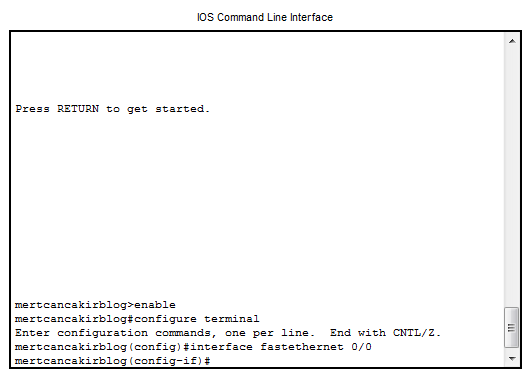 IOS Command Line Interface
Press RETURN to get started.
mertcancakirblog>enable
mertcancakirblog#configure terminal
Enter configuration commands, one per line.  End with CNTL/Z.
mertcancakirblog(config)#interface fastethernet 0/0
mertcancakirblog(config-if)#